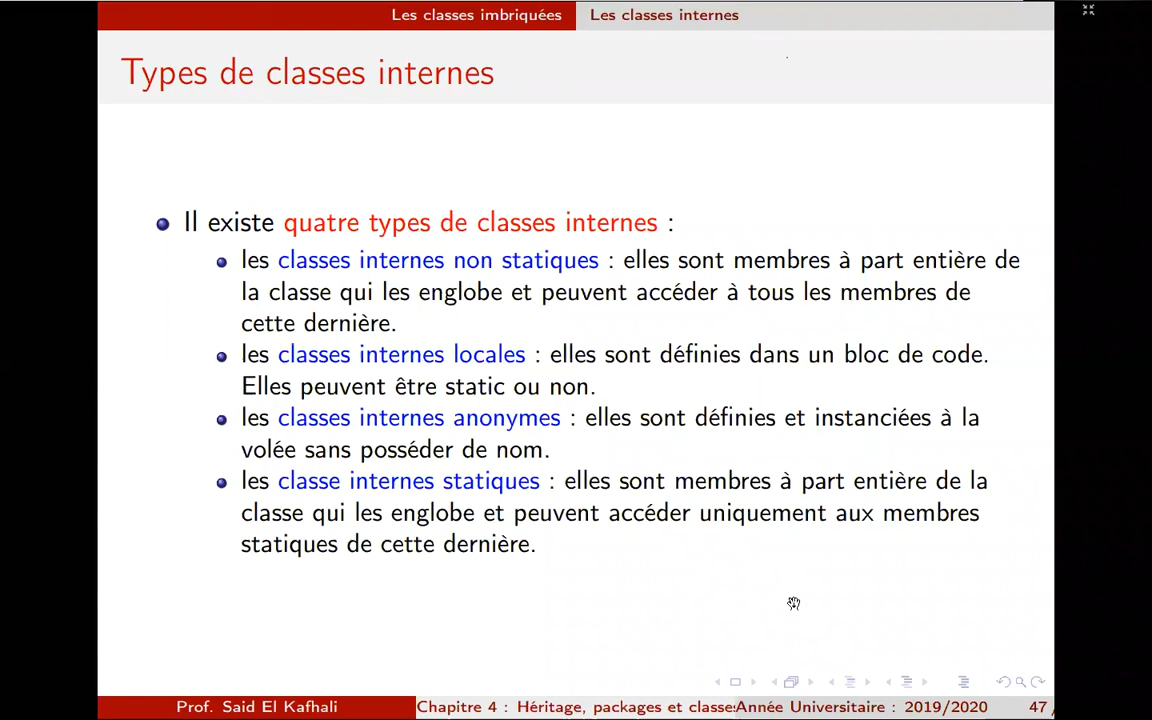 Les classes imbriquées Les classes internes
Types de classes internes
Il existe quatre types de classes internes :
les classes internes non statiques : elles sont membres à part entière de
la classe qui les englobe et peuvent accéder à tous les membres de
cette dernière.
les classes internes locales : elles sont définies dans un bloc de code.
Elles peuvent être static ou non.
les classes internes anonymes : elles sont définies et instanciées à la
volée sans posséder de nom.
les classe internes statiques : elles sont membres à part entière de la
classe qui les englobe et peuvent accéder uniquement aux membres
statiques de cette dernière.
Prof. Said El Kafhali Chapitre 4 : Héritage, packages et classes Année Universitaire : 2019/2020 47 /